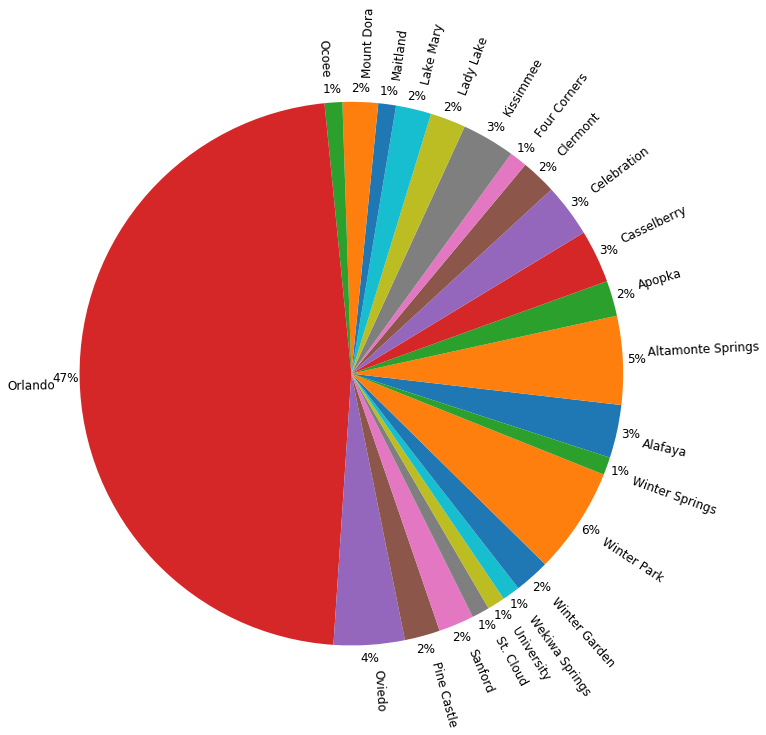 Ocoee
1%
Mount Dora
2%
Maitland
1%
Lake Mary
2%
Lady Lake
2%
Kissimmee
3%
Four Corners
1%
Clermont
2%
Celebration
3%
Casselberry
3%
Apopka
2%
Altamonte Springs
5%
Alafaya
3%
Winter Springs
1%
Winter Park
6%
Winter Garden
2%
Wekiwa Springs
1%
University
1%
St. Cloud
1%
Sanford
2%
Pine Castle
2%
Oviedo
4%
Orlando
47%